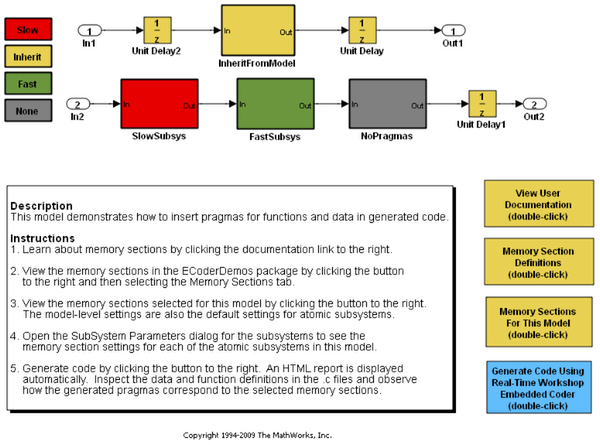 Slow
Inherit
Fast
None
1
In1
1
z
Unit Delay2
In
Out
InheritFromModel
1
z
Unit Delay
1
Out1
2
In2
In
Out
SlowSubsys
In
Out
FastSubsys
In
Out
NoPragmas
1
z
Unit Delay1
2
Out2
Description
This model demonstrates how to insert pragmas for functions and data in generated code.
Instructions
1. Learn about memory sections by clicking the documentation link to the right.
2. View the memory sections in the ECoderDemos package by clicking the button
to the right and then selecting the Memory Sections tab.
3. View the memory sections selected for this model by clicking the button to the right.
The model-level settings are also the default settings for atomic subsystems.
4. Open the SubSystem Parameters dialog for the subsystems to see the
memory section settings for each of the atomic subsystems in this model.
5. Generate code by clicking the button to the right. An HTML report is displayed
automatically. Inspect the data and function definitions in the .c files and observe
how the generated pragmas correspond to the selected memory sections.
View User
Documentation
(double-click)
Memory Section
Definitions
(double-click)
Memory Sections
For This Model
(double-click)
Generate Code Using
Real-Time Workshop
Embedded Coder
(double-click)
Copyright 1994-2009 The MathWorks, Inc.